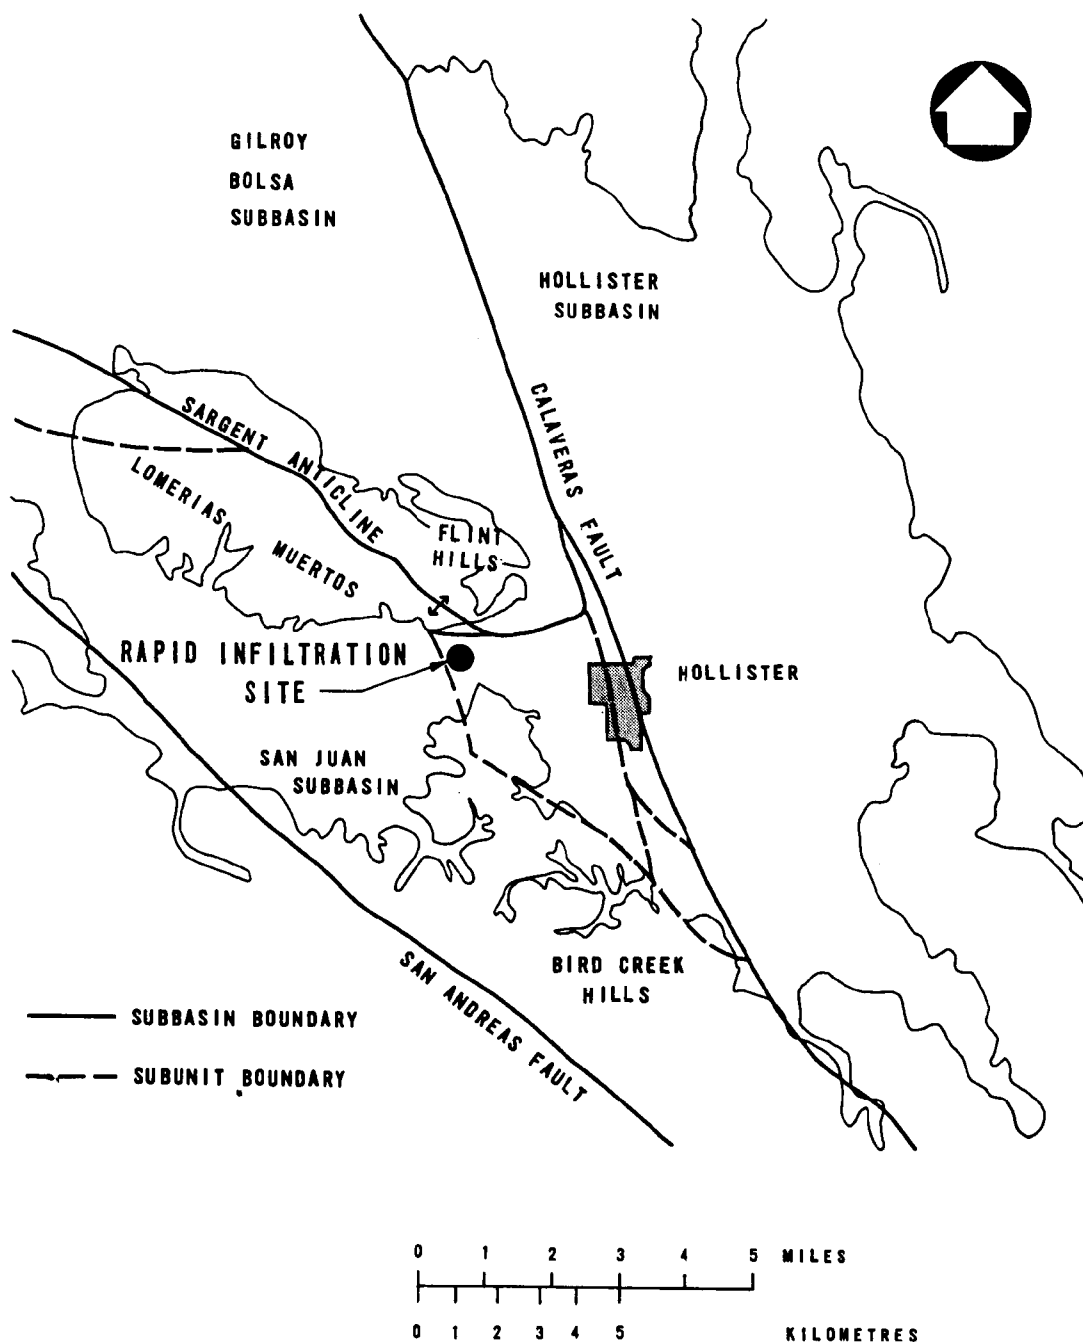 GILROY
BOLSA
SUBBASIN
HOLLISTER
SUBBASIN
CALAVERAS FAULT
SARGENT ANTICLINE
LOMERIAS
MUERTOS
FLINT
HILLS
RAPID INFILTRATION
SITE
HOLLISTER
SAN JUAN
SUBBASIN
BIRD CREEK
HILLS
SAN ANDREAS FAULT
SUBBASIN BOUNDARY
SUBUNIT BOUNDARY
0 1 2 3 4 5 MILES
0 1 2 3 4 5 KILOMETRES